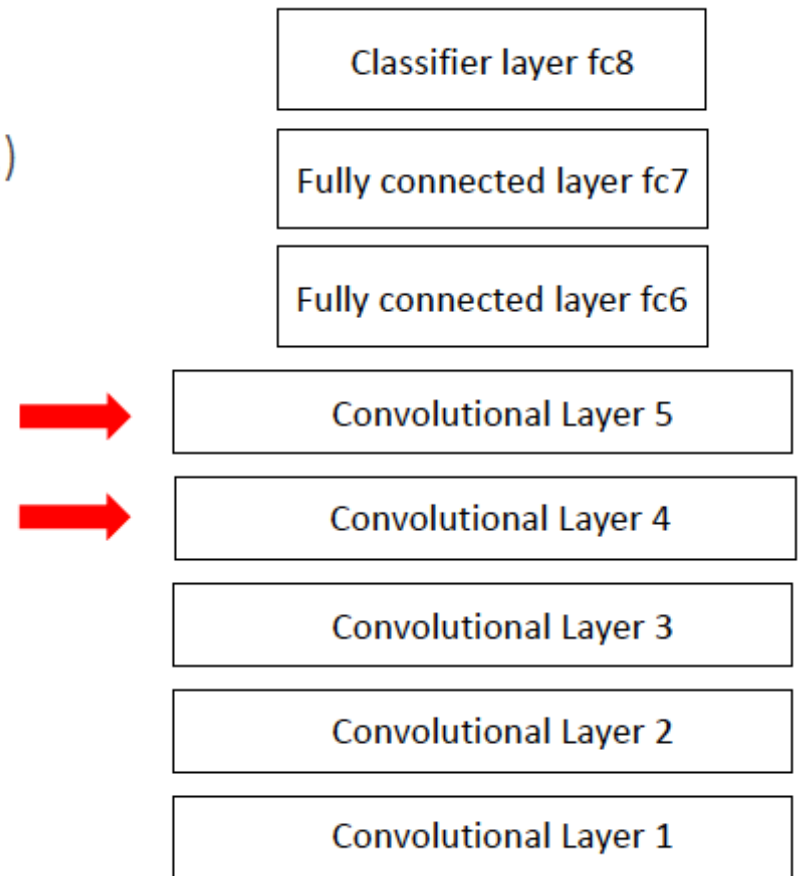 Classifier layer fc8
)
Fully connected layer fc7
Fully connected layer fc6
Convolutional Layer 5
Convolutional Layer 4
Convolutional Layer 3
Convolutional Layer 2
Convolutional Layer 1